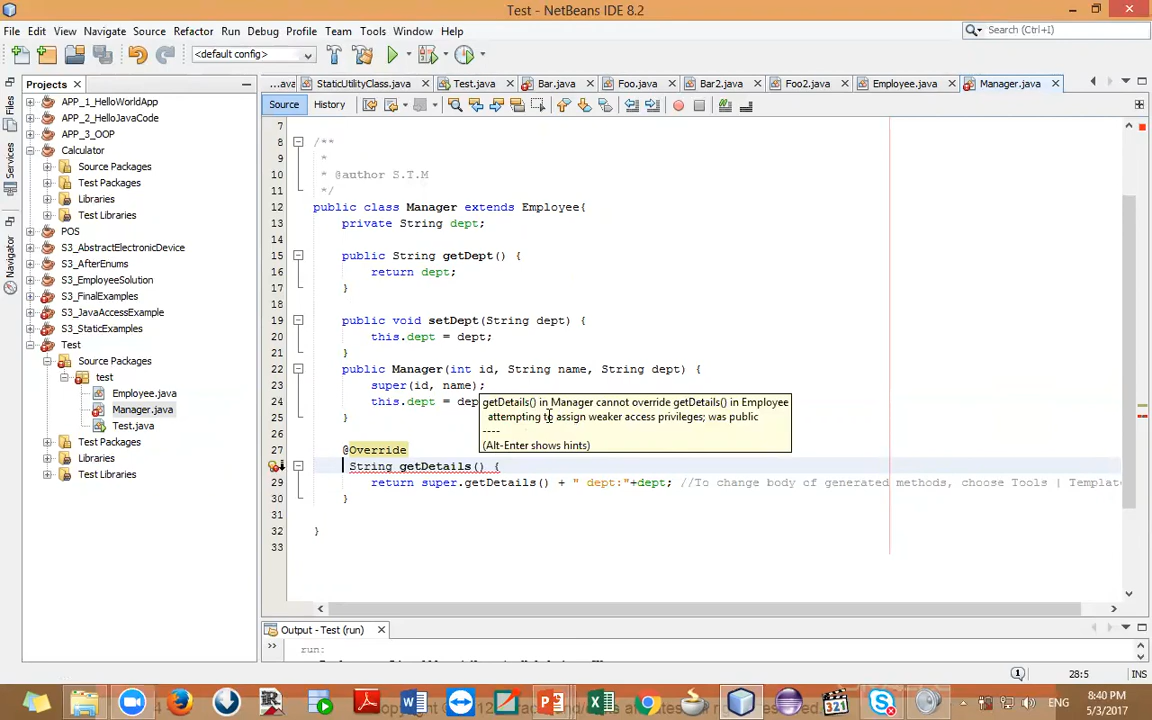 Test - NetBeans IDE 8.2
File Edit View Navigate Source Refactor Run Debug Profile Team Tools Window Help
Search (Ctrl+I)
<default config>
Projects
...ava StaticUtilityClass.java Test.java Bar.java Foo.java Bar2.java Foo2.java Employee.java Manager.java
Files
Services
Navigator
APP_1_HelloWorldApp
APP_2_HelloJavaCode
APP_3_OOP
Calculator
Source Packages
Test Packages
Libraries
Test Libraries
POS
S3_AbstractElectronicDevice
S3_AfterEnums
S3_EmployeeSolution
S3_FinalExamples
S3_JavaAccessExample
S3_StaticExamples
Test
Source Packages
test
Employee.java
Manager.java
Test.java
Test Packages
Libraries
Test Libraries
Source History
7
8 /**
9 *
10 * @author S.T.M
11 */
12 public class Manager extends Employee{
13 private String dept;
14
15 public String getDept() {
16 return dept;
17 }
18
19 public void setDept(String dept) {
20 this.dept = dept;
21 }
22 public Manager(int id, String name, String dept) {
23 super(id, name);
24 this.dept = dep
25 }
26
27 @Override
String getDetails() {
29 return super.getDetails() + " dept:"+dept; //To change body of generated methods, choose Tools | Templat
30 }
31
32 }
33
getDetails() in Manager cannot override getDetails() in Employee
attempting to assign weaker access privileges; was public
----
(Alt-Enter shows hints)
Output - Test (run)
run:
1
28:5
INS
321
8:40 PM
5/3/2017